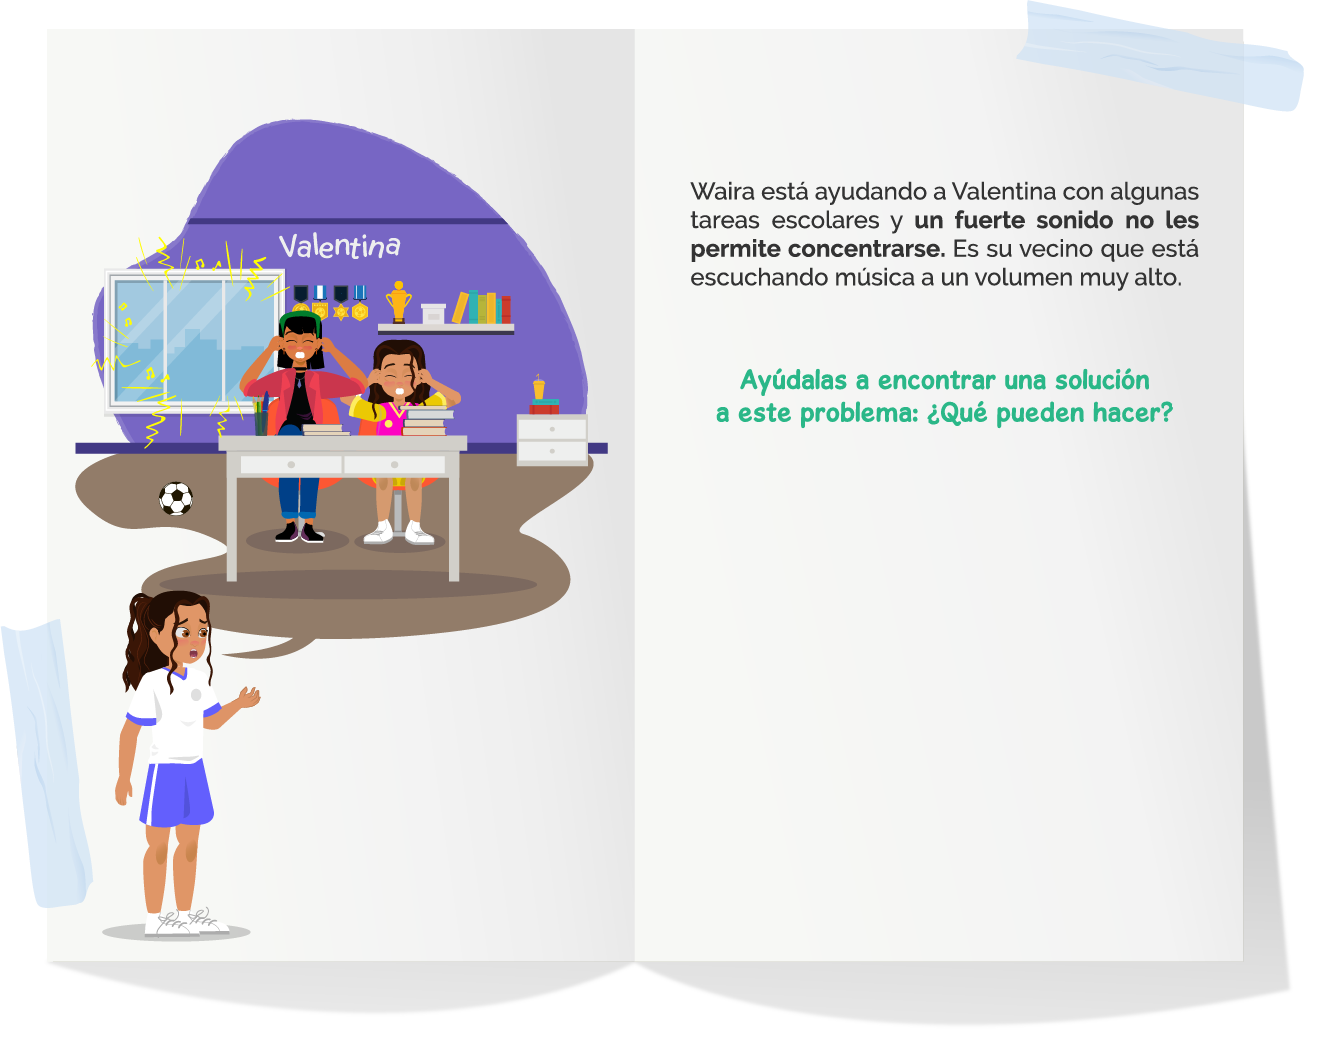 Valentina
Waira está ayudando a Valentina con algunas
tareas escolares y un fuerte sonido no les
permite concentrarse. Es su vecino que está
escuchando música a un volumen muy alto.
Ayúdalas a encontrar una solución
a este problema: ¿Qué pueden hacer?